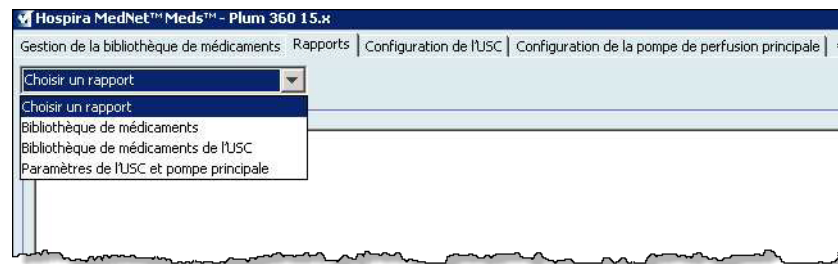 Hospira MedNet™ Meds™ - Plum 360 15.x
Gestion de la bibliothèque de médicaments Rapports Configuration de l'USC Configuration de la pompe de perfusion principale
Choisir un rapport
Choisir un rapport
Bibliothèque de médicaments
Bibliothèque de médicaments de l'USC
Paramètres de l'USC et pompe principale